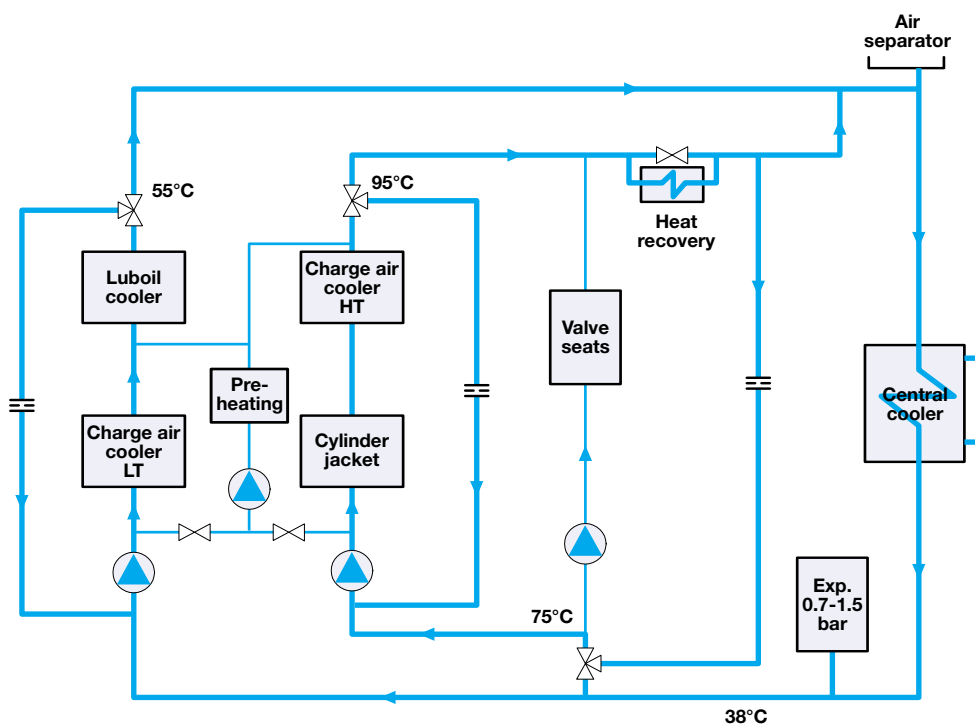 Air
separator
55°C
95°C
Heat
recovery
Luboil
cooler
Charge air
cooler
HT
Valve
seats
Pre-
heating
Central
cooler
Charge air
cooler
LT
Cylinder
jacket
Exp.
0.7-1.5
bar
75°C
38°C